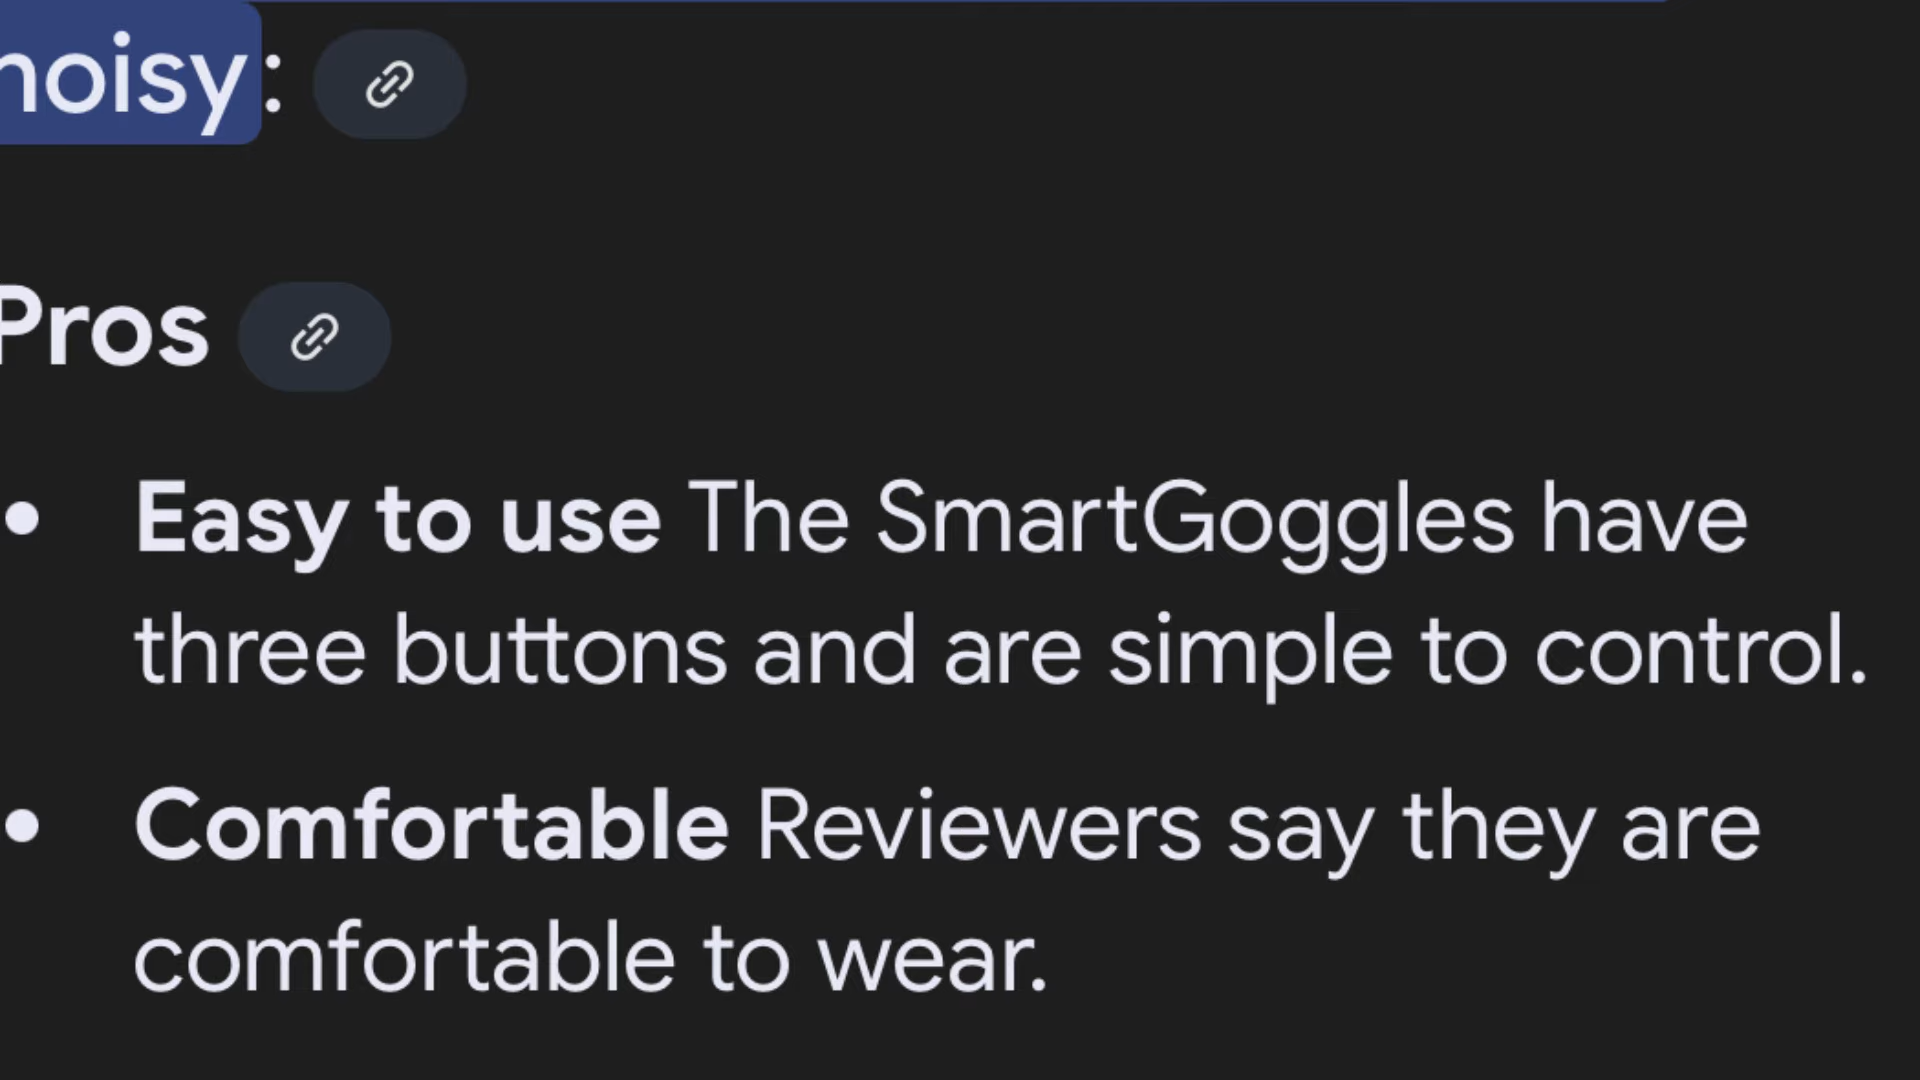 noisy:
Pros
• Easy to use The SmartGoggles have
three buttons and are simple to control.
• Comfortable Reviewers say they are
comfortable to wear.